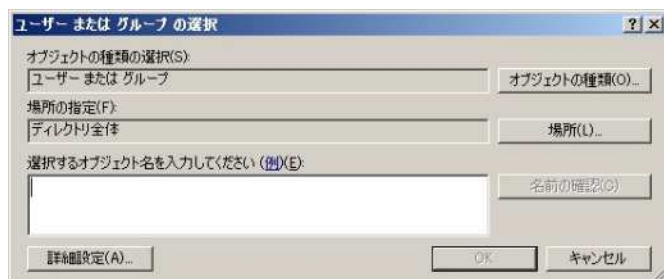 ユーザー または グループ の選択
オブジェクトの種類の選択(S):
ユーザー または グループ
オブジェクトの種類(O)...
場所の指定(F):
ディレクトリ全体
場所(L)...
選択するオブジェクト名を入力してください (例)(E):
名前の確認(C)
詳細設定(A)...
OK
キャンセル